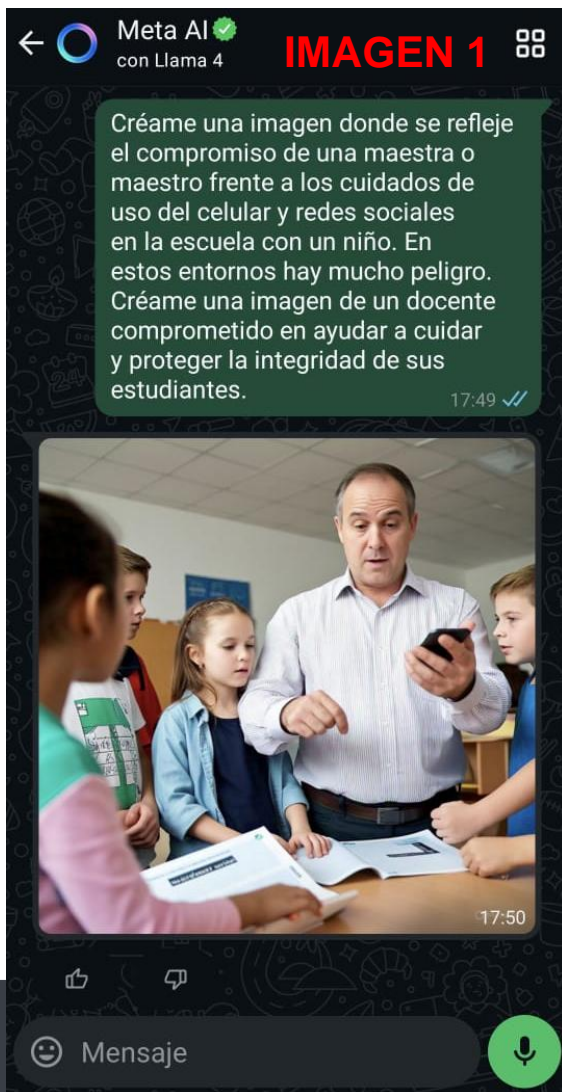 Meta AI
con Llama 4
IMAGEN 1
Créame una imagen donde se refleje
el compromiso de una maestra o
maestro frente a los cuidados de
uso del celular y redes sociales
en la escuela con un niño. En
estos entornos hay mucho peligro.
Créame una imagen de un docente
comprometido en ayudar a cuidar
y proteger la integridad de sus
estudiantes.
17:49
17:50
Mensaje